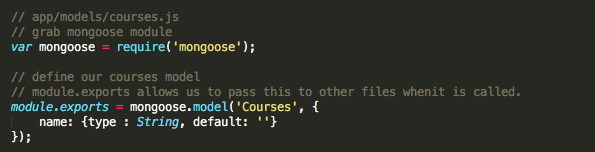 // app/models/courses.js
// grab mongoose module
var mongoose = require('mongoose');
// define our courses model
// module.exports allows us to pass this to other files whenit is called.
module.exports = mongoose.model('Courses', {
    name: {type : String, default: ''}
});